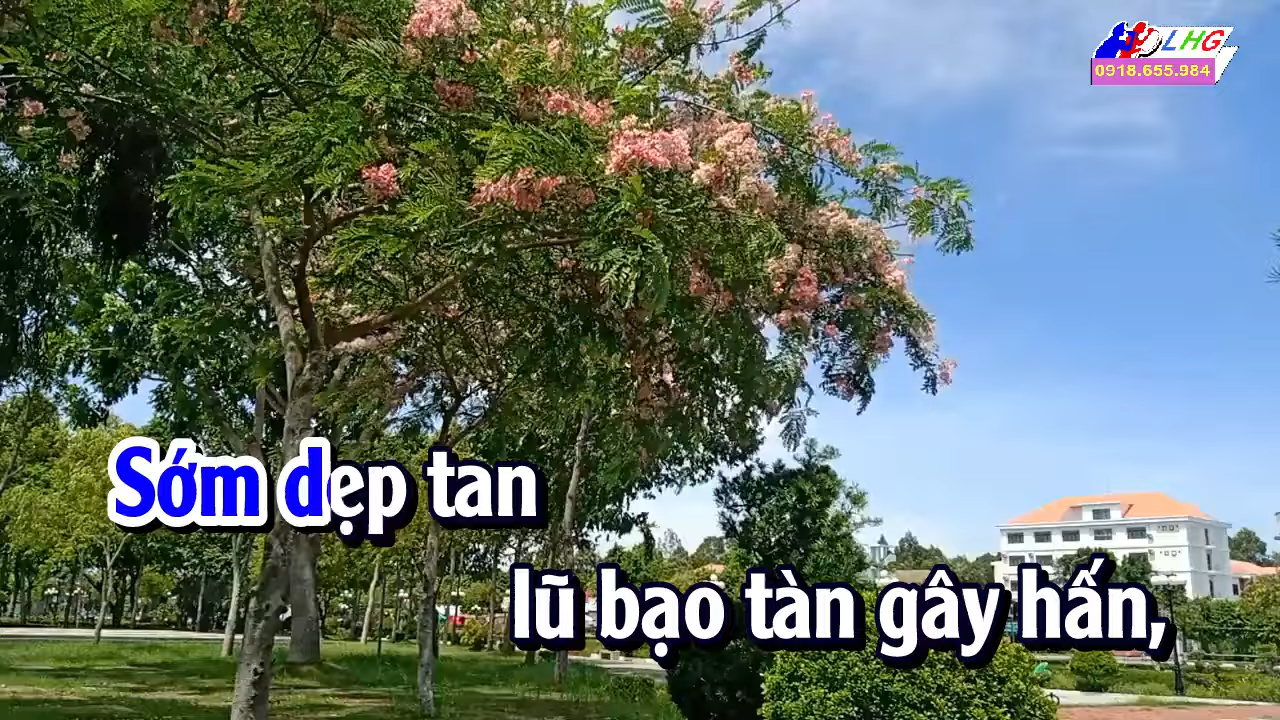 LHG
0918.655.984
Sớm dẹp tan
lũ bạo tàn gây hấn,